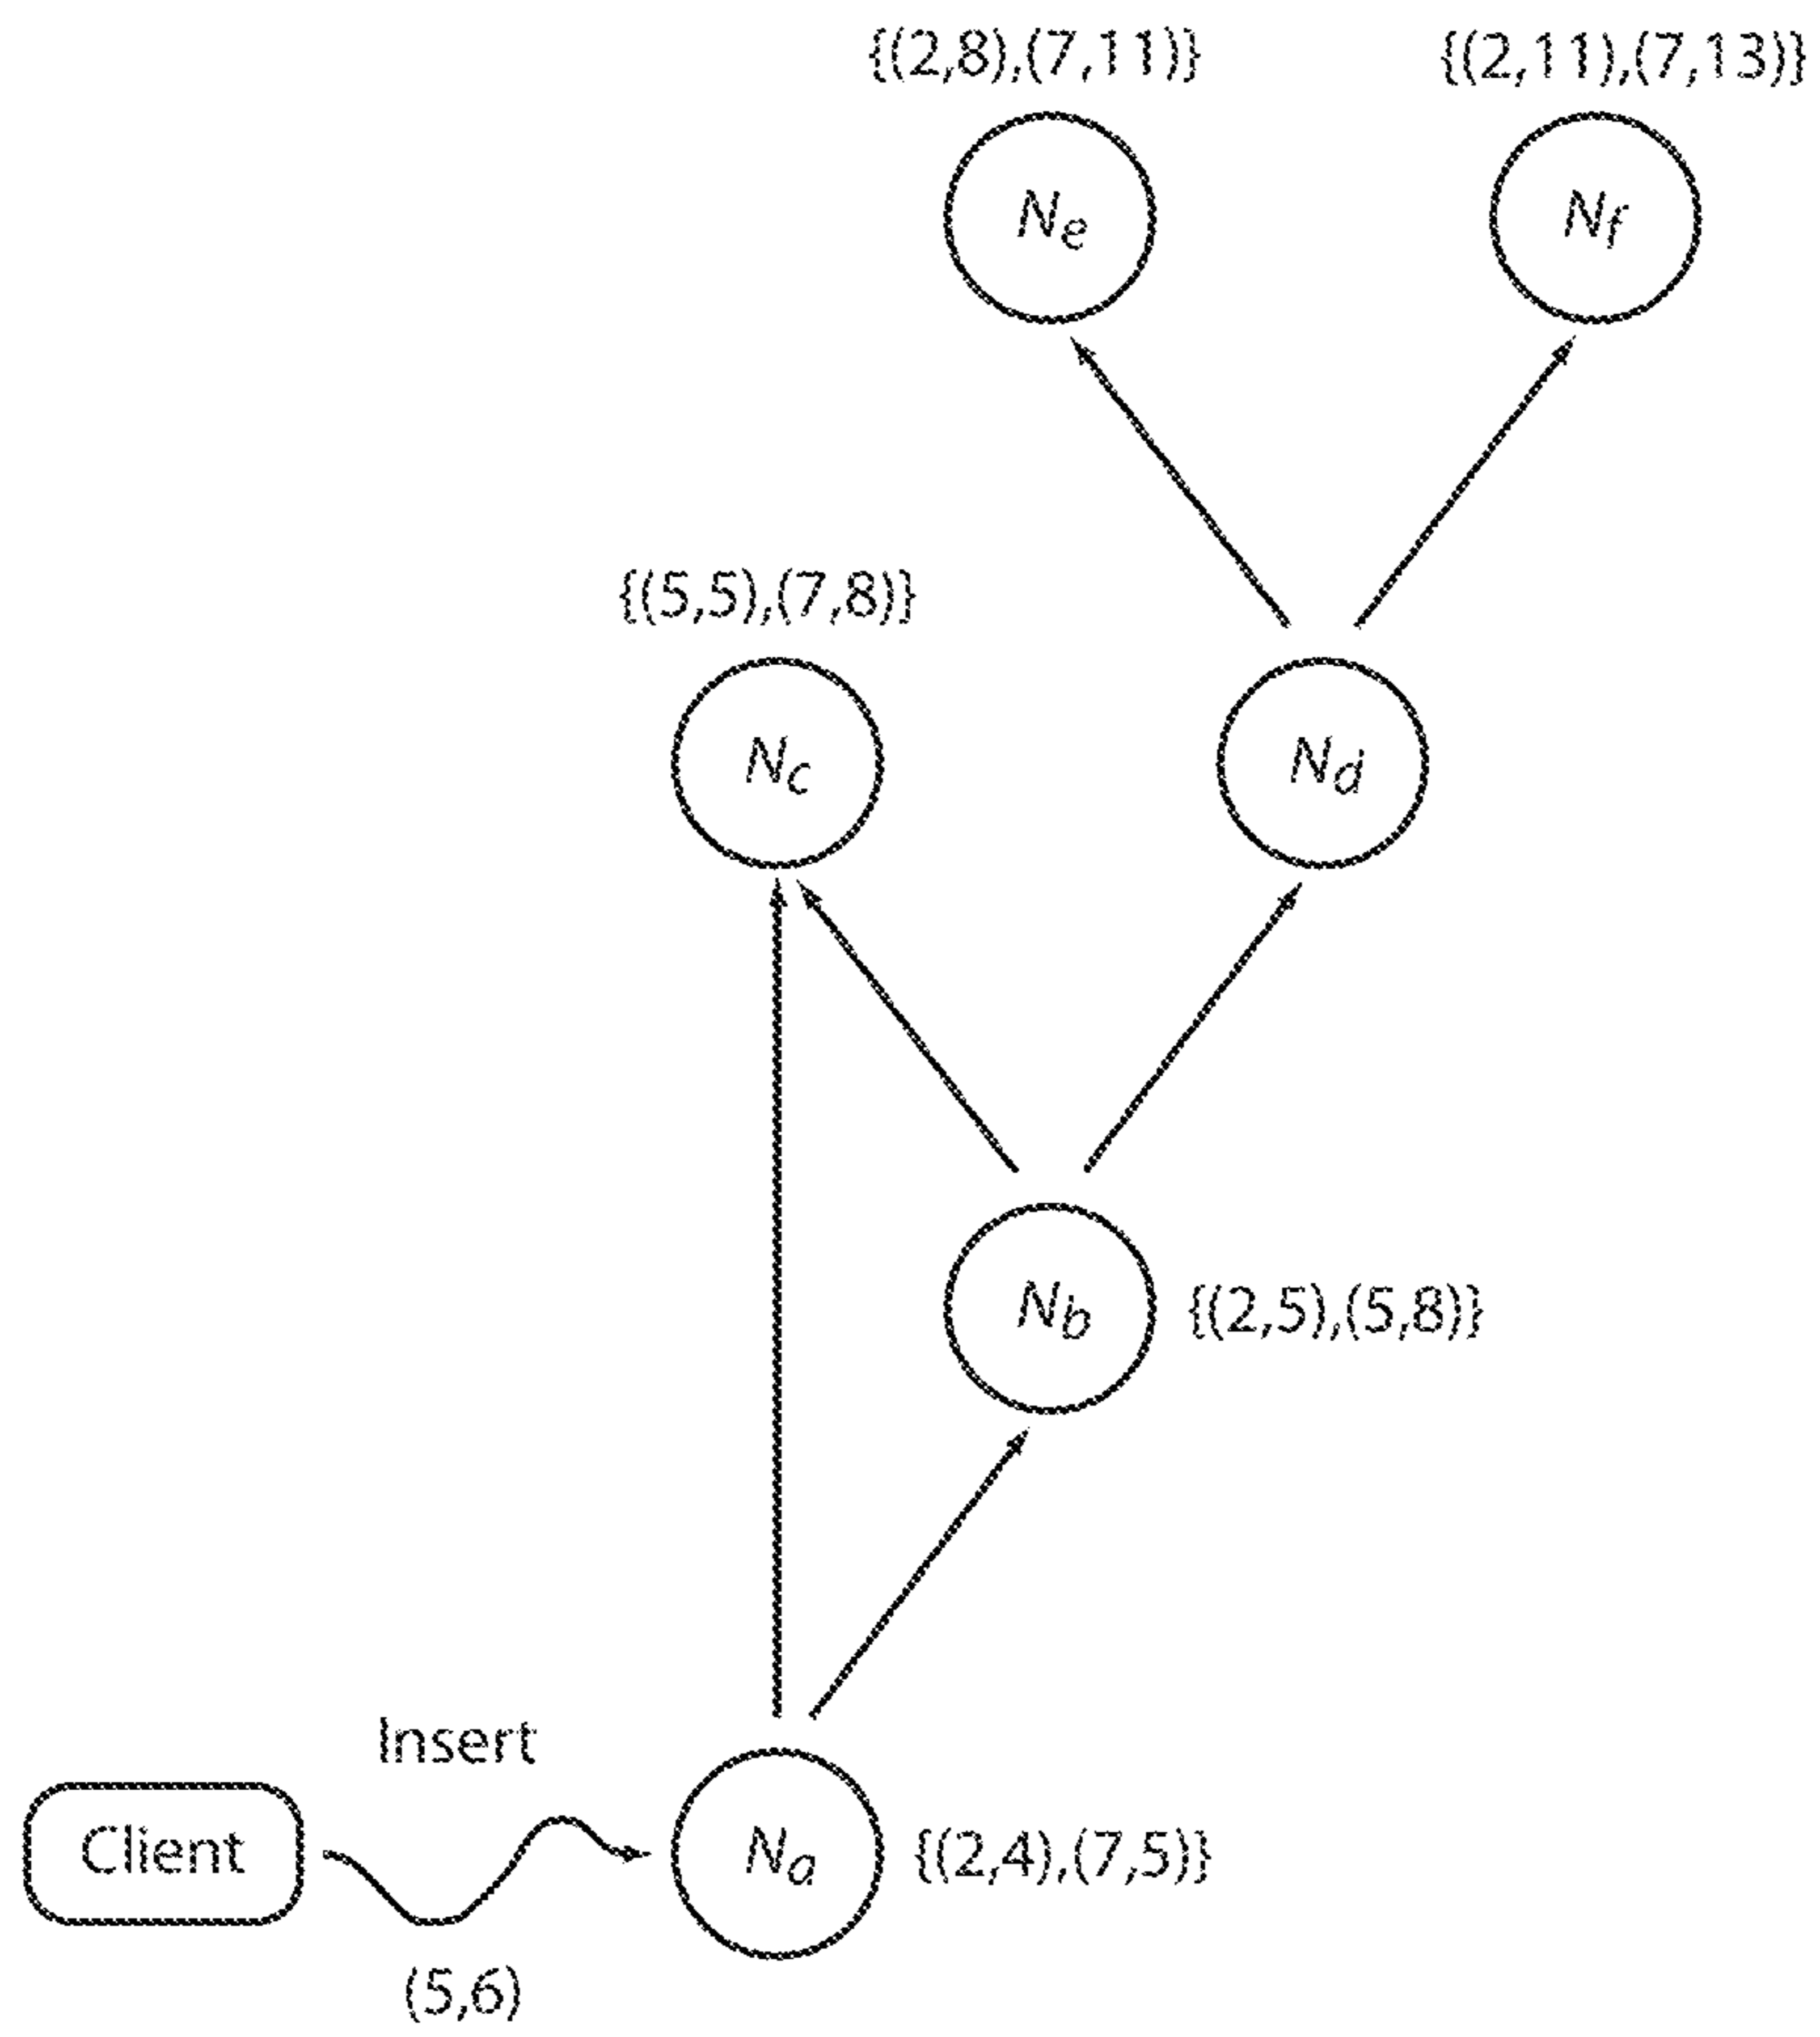 {(2,8),(7,11)}
{(2,11),(7,13)}
Ne
Nf
{(5,5),(7,8)}
Nc
Nd
Nb
{(2,5),(5,8)}
Insert
Client
Na
{(2,4),(7,5)}
(5,6)